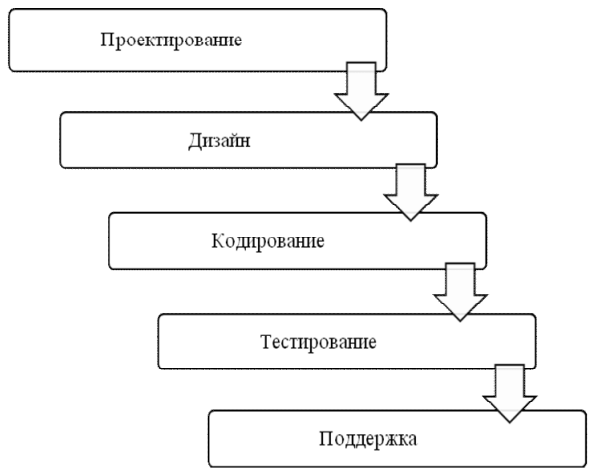 Проектирование
Дизайн
Кодирование
Тестирование
Поддержка